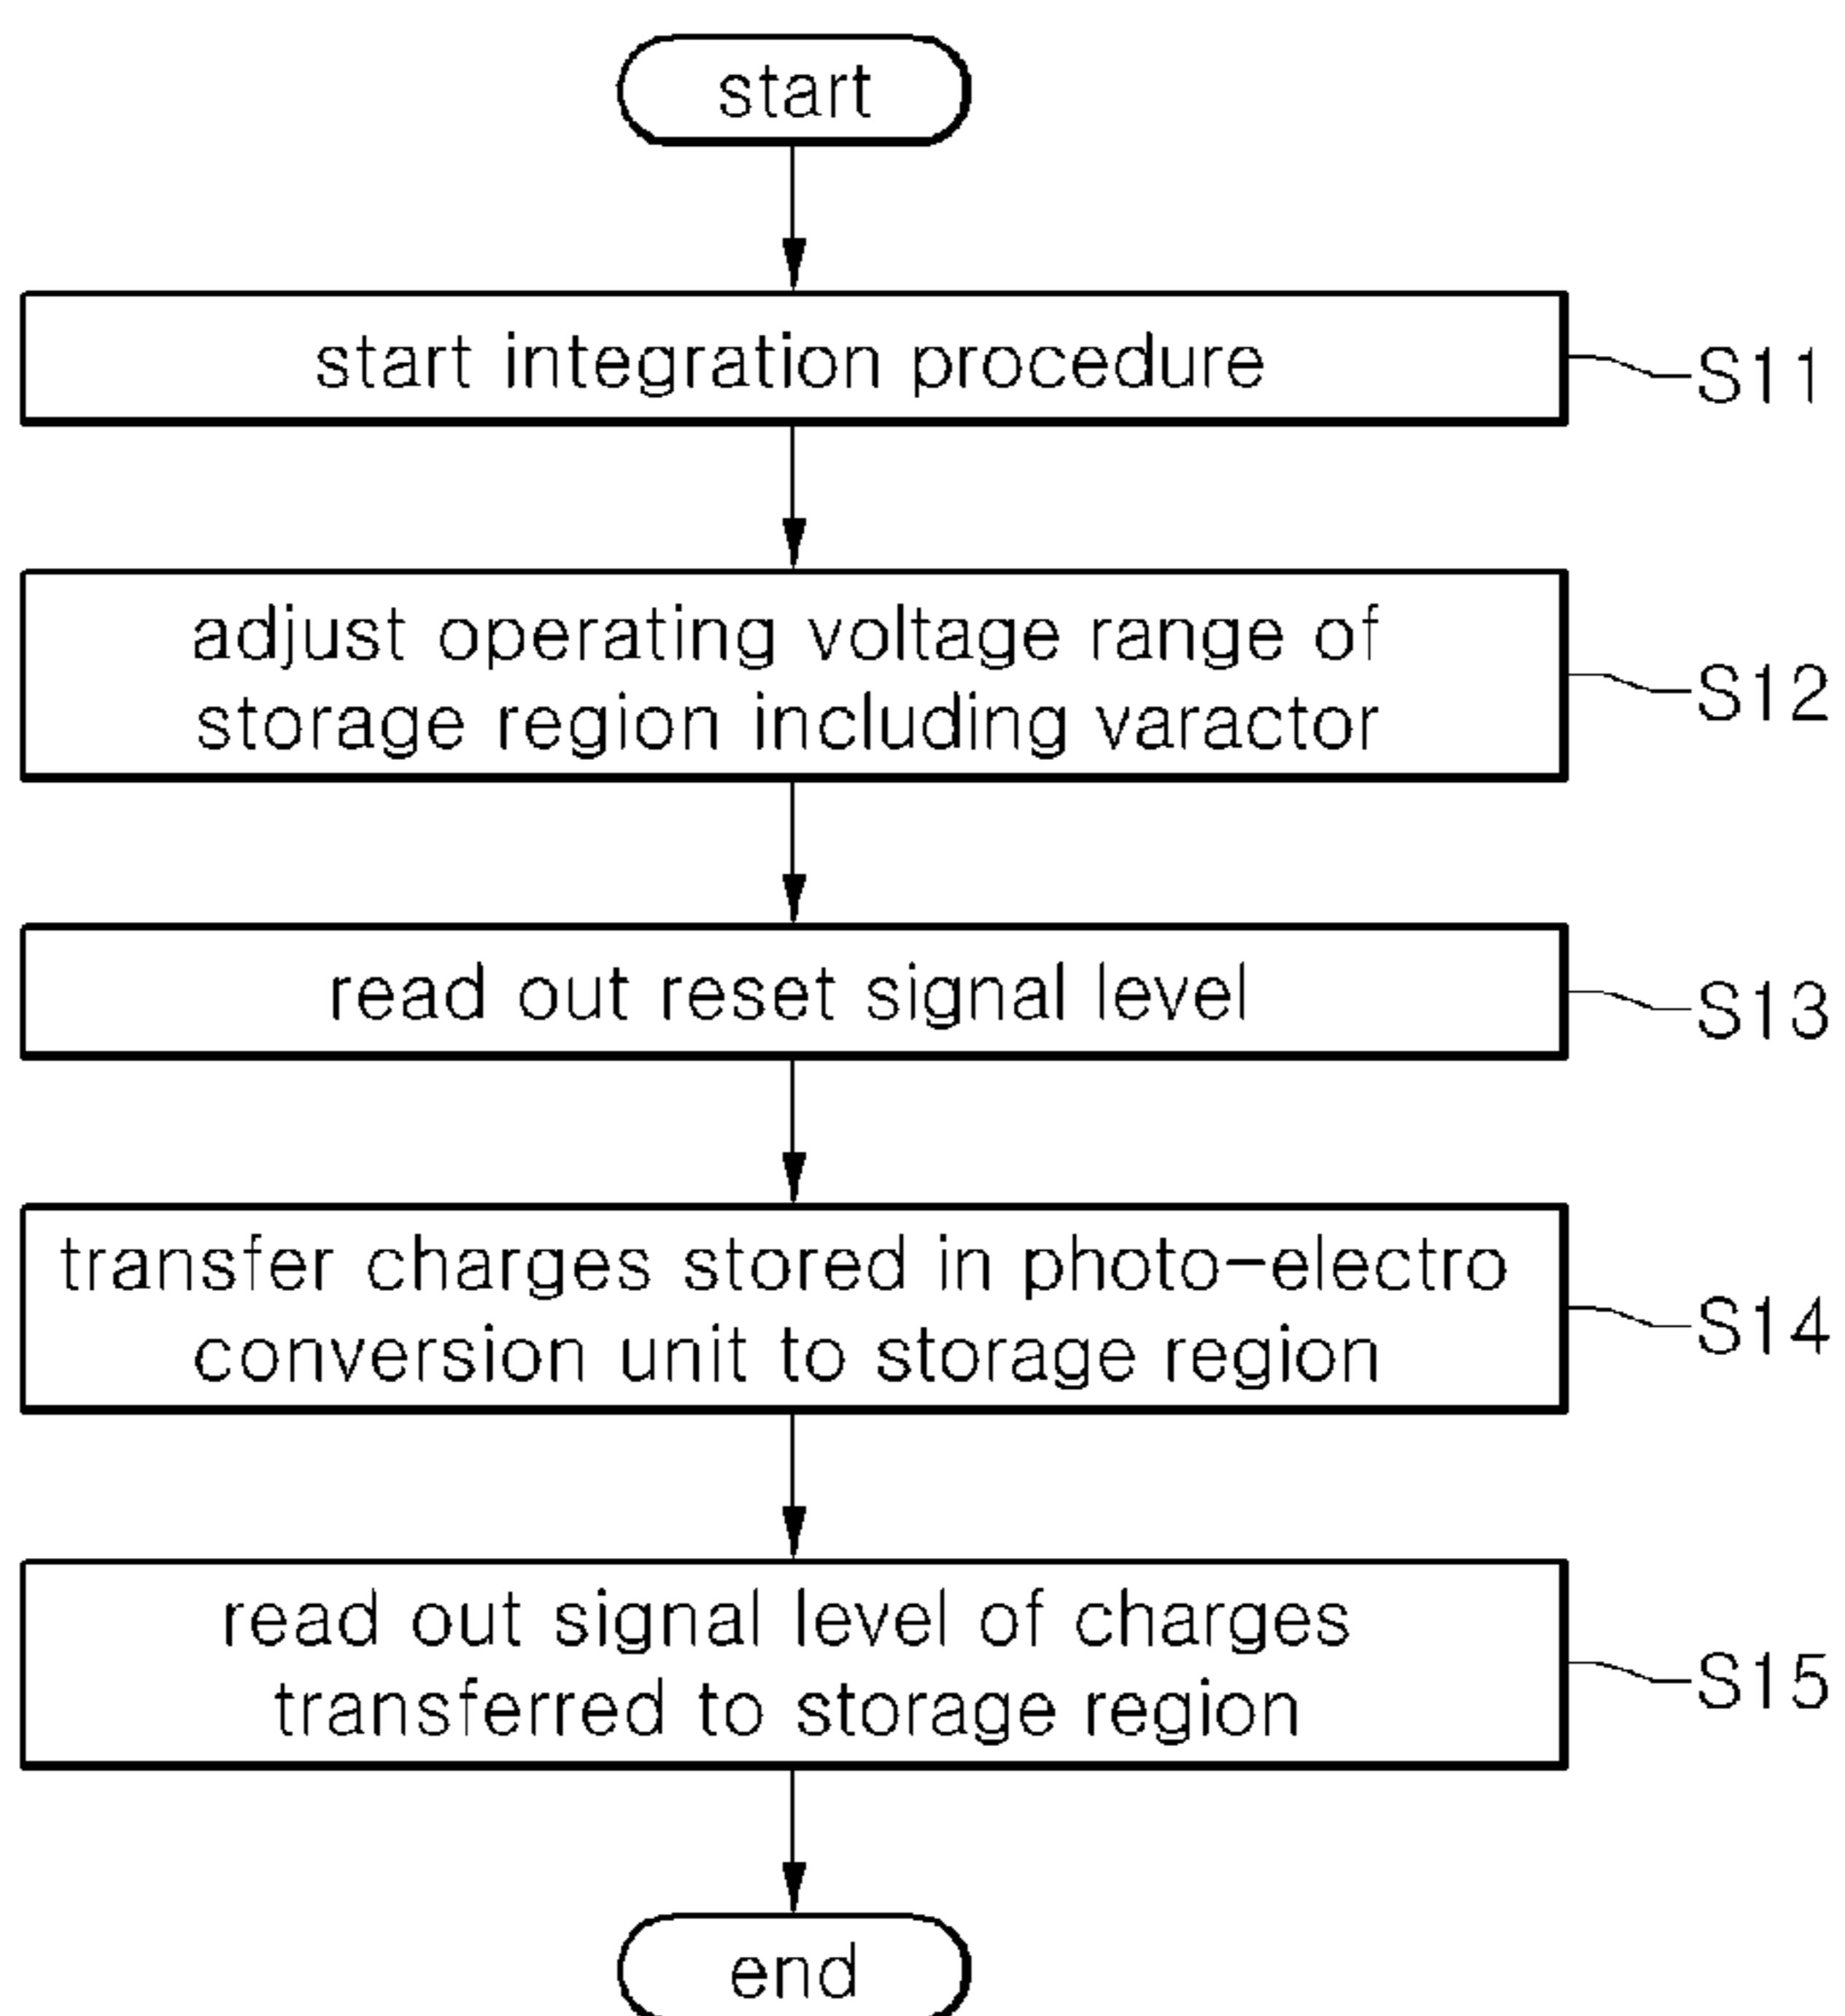 start
start integration procedure
S11
adjust operating voltage range of
storage region including varactor
S12
read out reset signal level
S13
transfer charges stored in photo-electro
conversion unit to storage region
S14
read out signal level of charges
transferred to storage region
S15
end